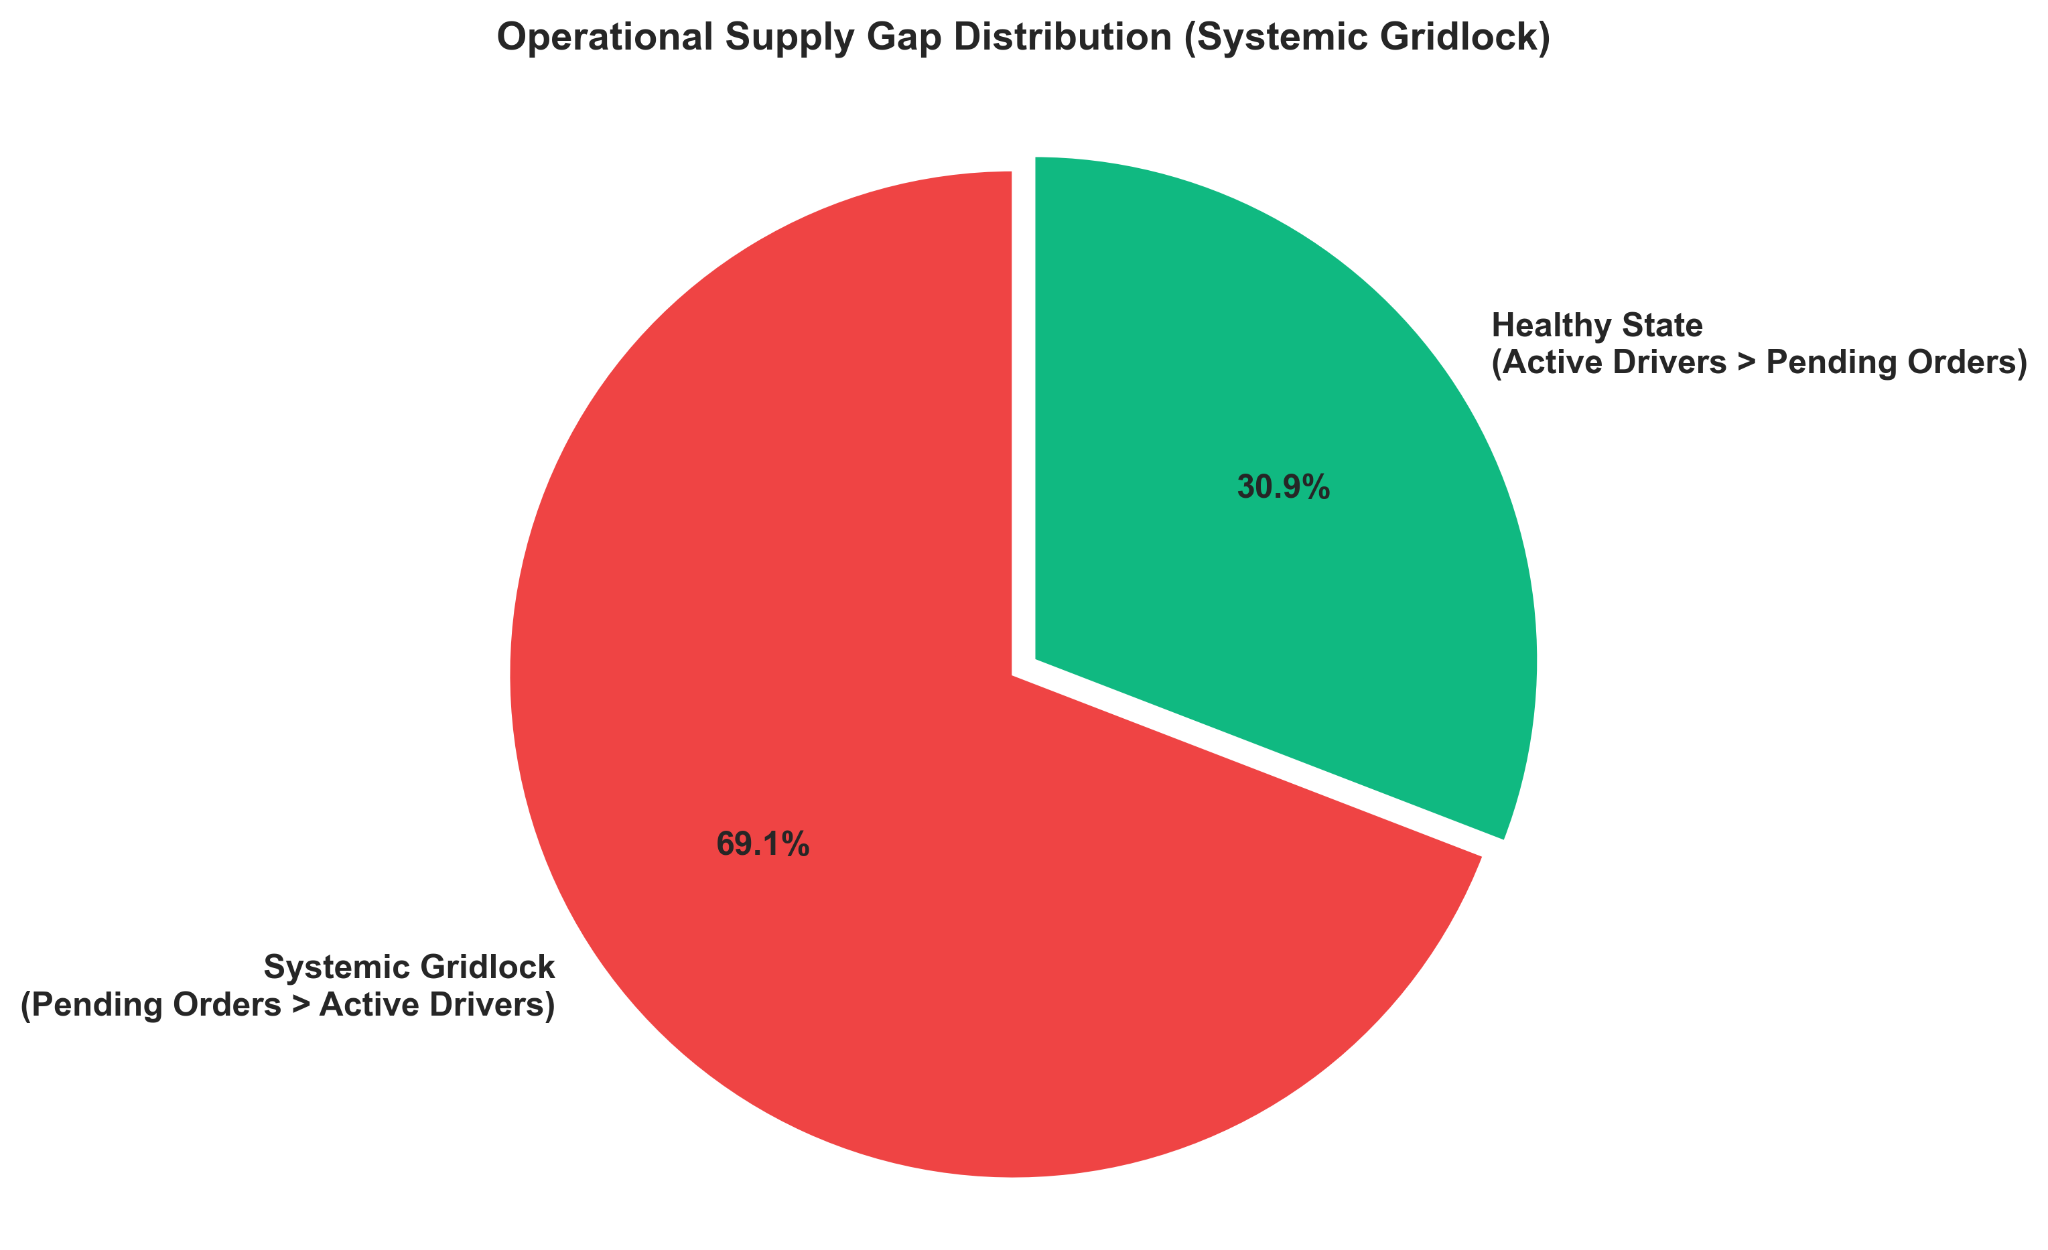 Operational Supply Gap Distribution (Systemic Gridlock)
Healthy State
(Active Drivers > Pending Orders)
30.9%
69.1%
Systemic Gridlock
(Pending Orders > Active Drivers)